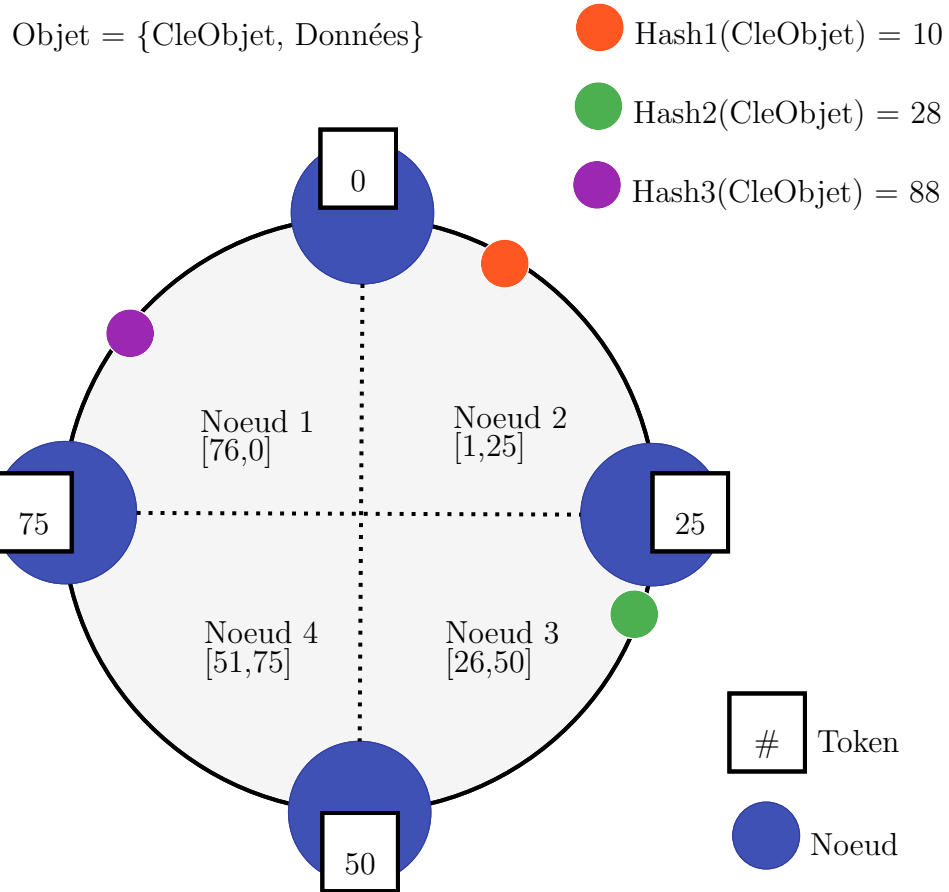 Objet = {CleObjet, Données}
Hash1(CleObjet) = 10
Hash2(CleObjet) = 28
Hash3(CleObjet) = 88
0
Noeud 1
[76,0]
Noeud 2
[1,25]
75
25
Noeud 4
[51,75]
Noeud 3
[26,50]
# Token
50
Noeud